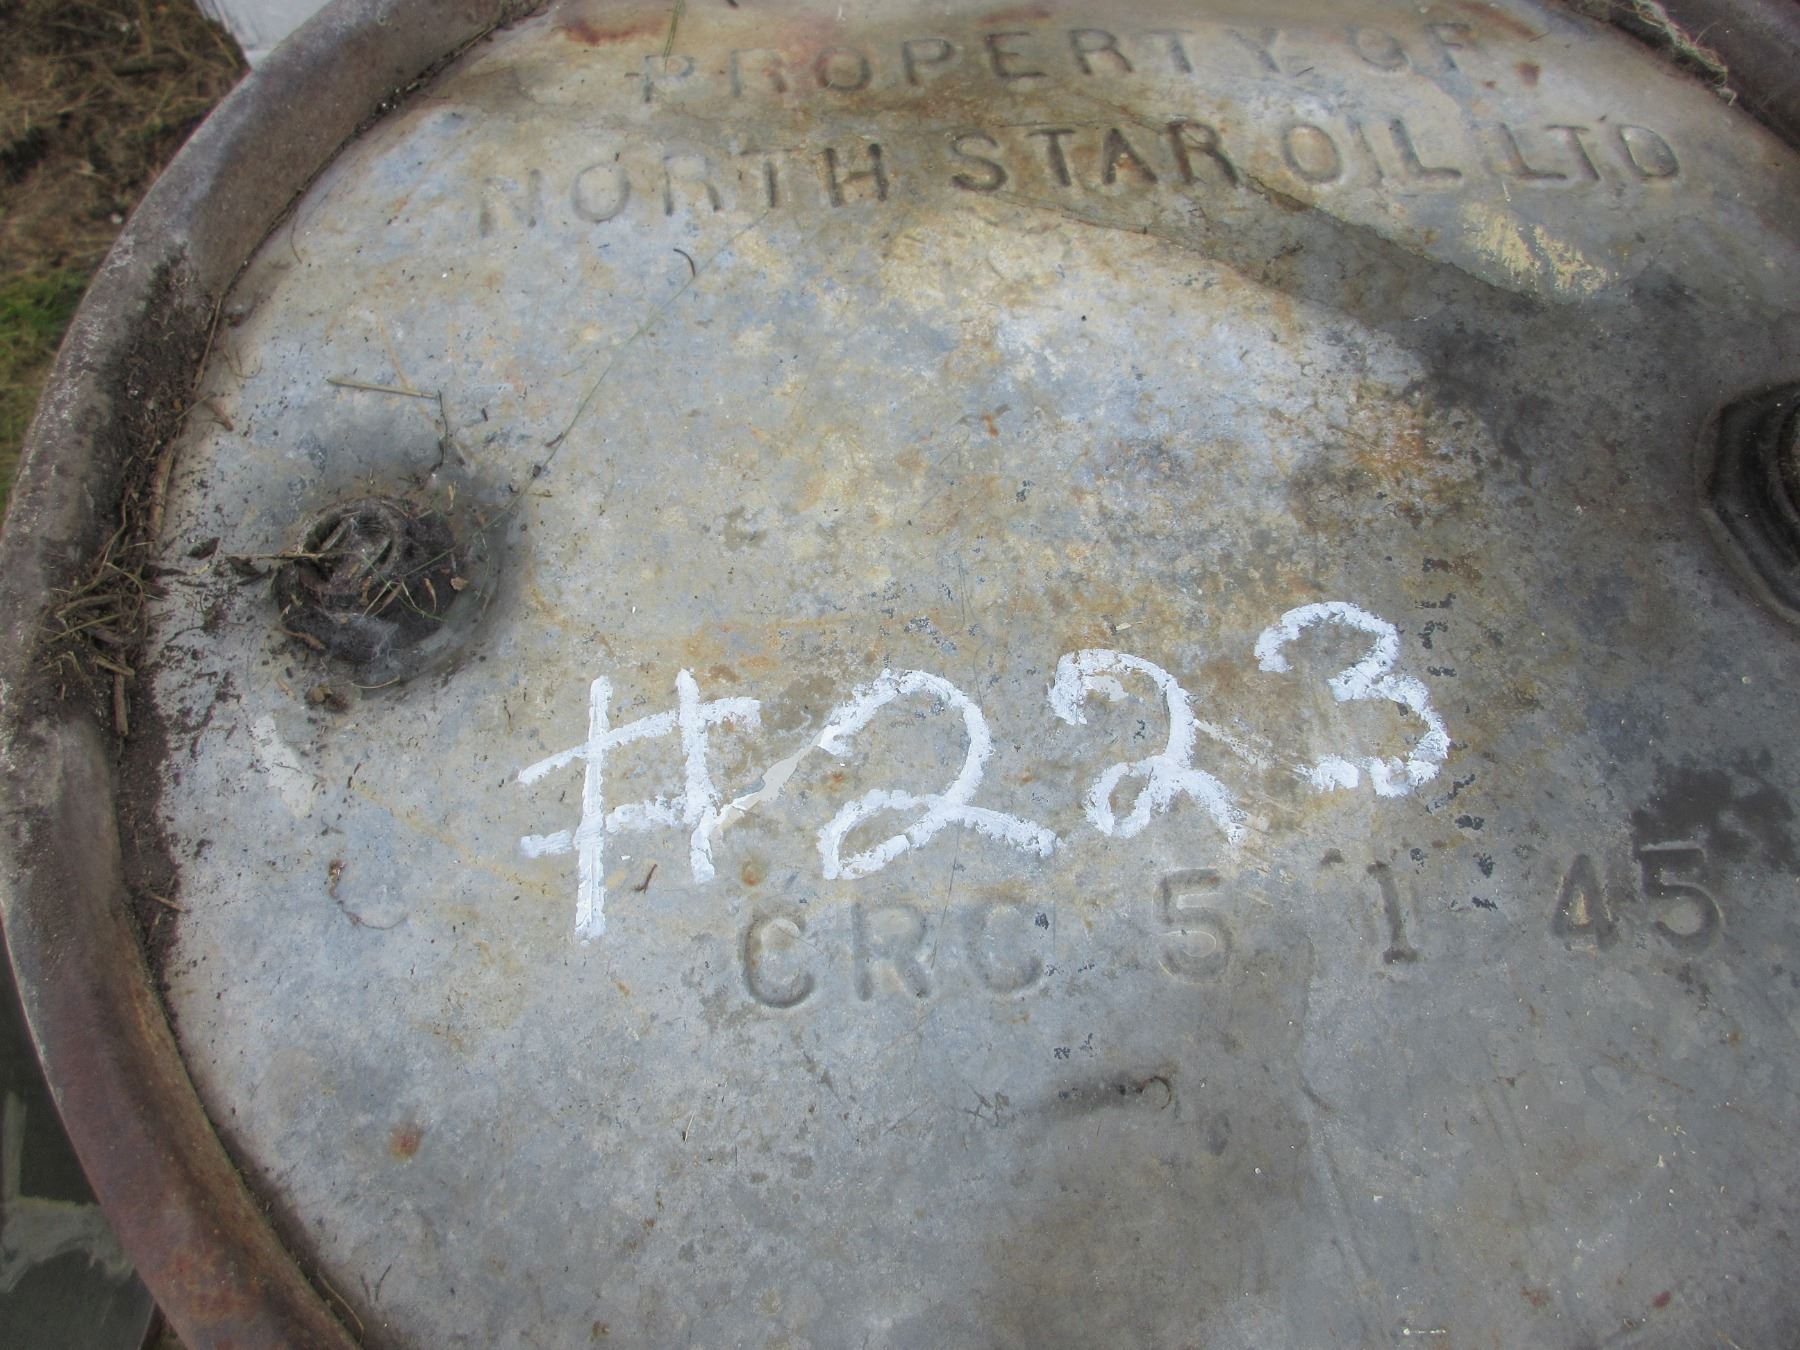 PROPERTY OF
NORTH STAR OIL LTD
#223
CRC 5 1 45